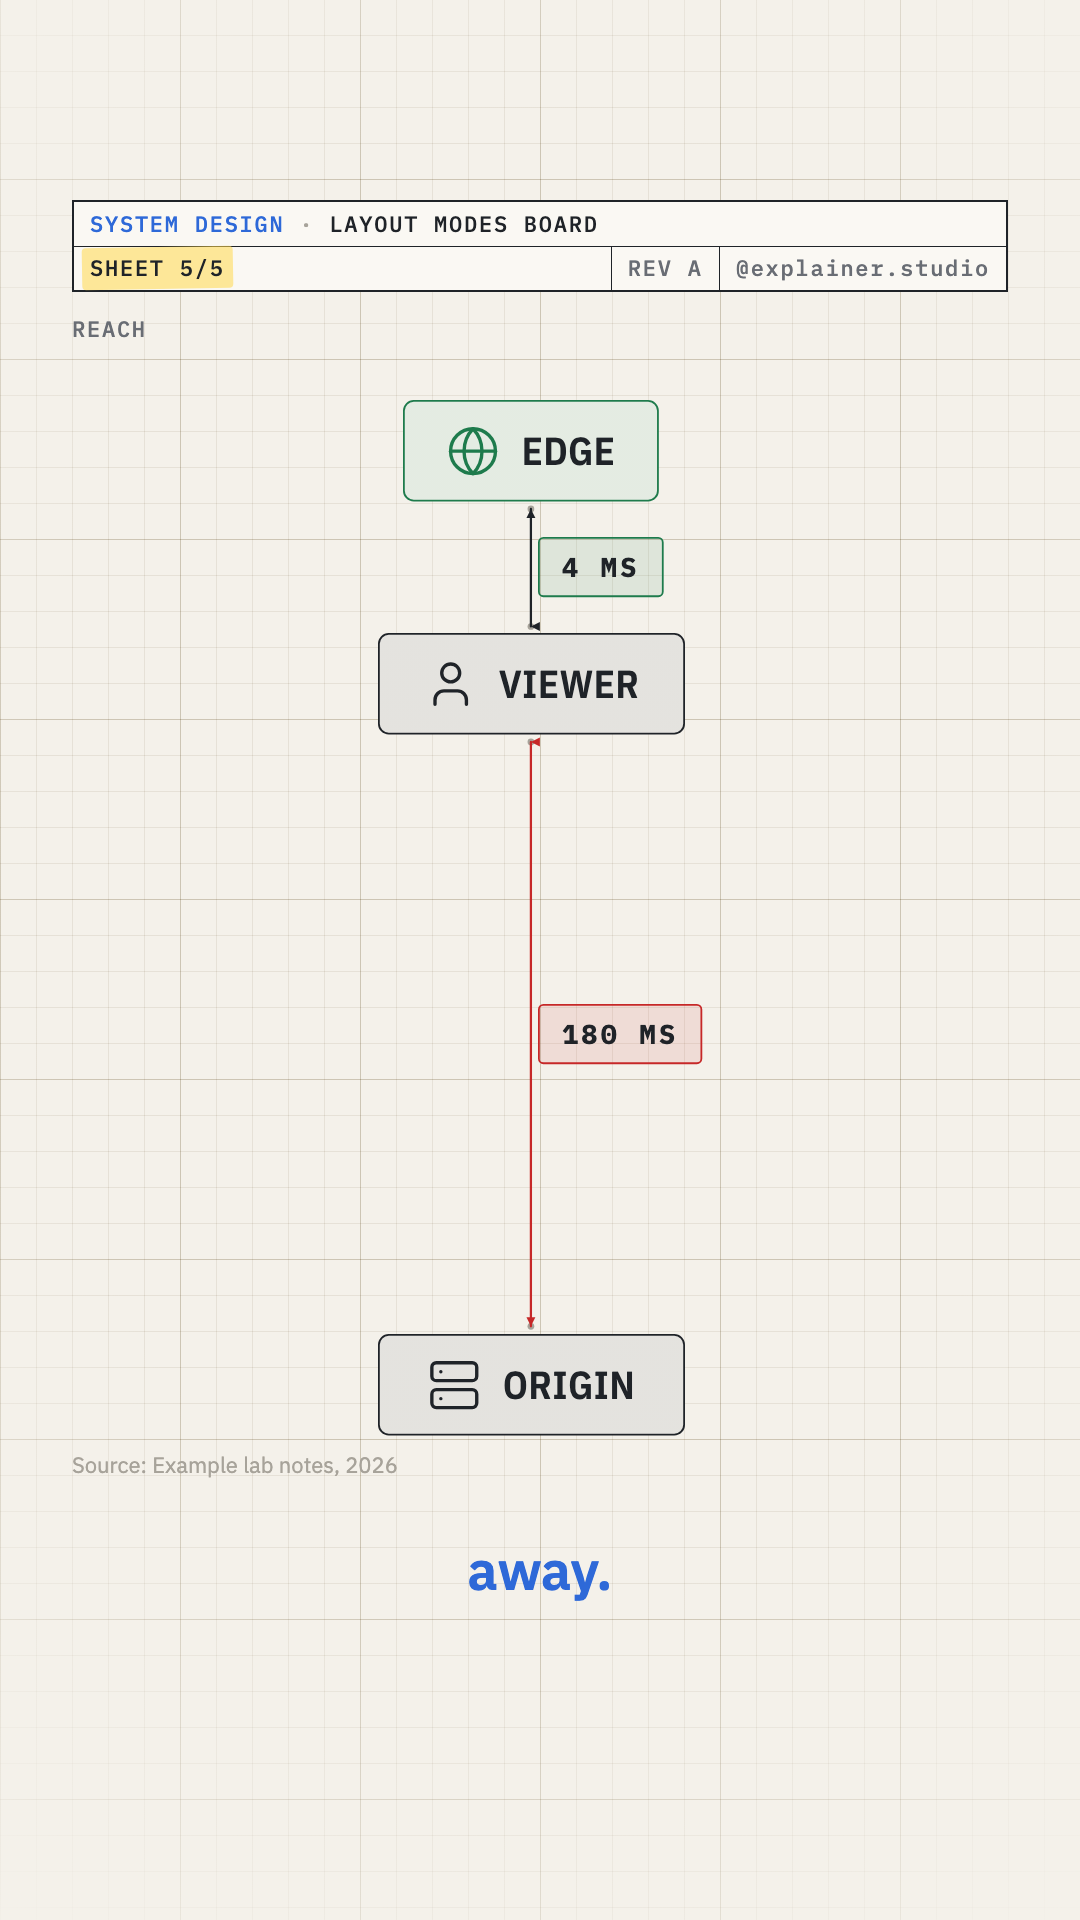 SYSTEM DESIGN · LAYOUT MODES BOARD
SHEET 5/5
REV A
@explainer.studio
REACH
EDGE
4 MS
VIEWER
180 MS
ORIGIN
Source: Example lab notes, 2026
away.